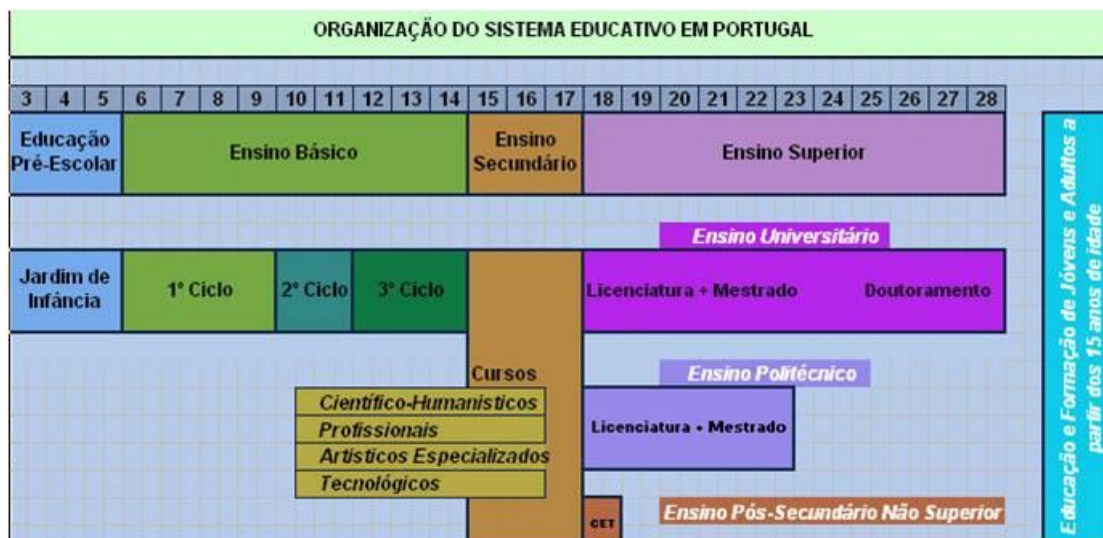 ORGANIZAÇÃO DO SISTEMA EDUCATIVO EM PORTUGAL
3 4 5 6 7 8 9 10 11 12 13 14 15 16 17 18 19 20 21 22 23 24 25 26 27 28
Educação
Pré-Escolar
Ensino Básico
Ensino
Secundário
Ensino Superior
Ensino Universitário
Jardim de
Infância
1º Ciclo
2º Ciclo
3º Ciclo
Licenciatura + Mestrado
Doutoramento
Cursos
Científico-Humanísticos
Profissionais
Artísticos Especializados
Tecnológicos
Ensino Politécnico
Licenciatura + Mestrado
Ensino Pós-Secundário Não Superior
CET
Educação e Formação de Jóvens e Adultos a
partir dos 15 anos de idade